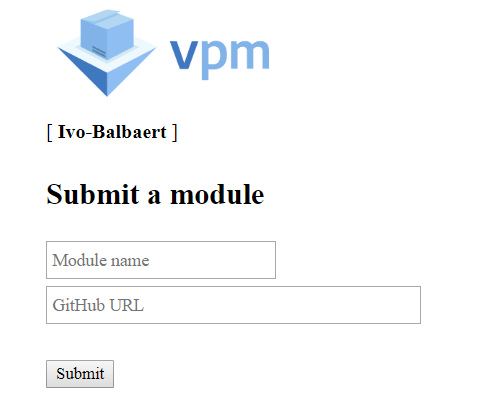 vpm
[ Ivo-Balbaert ]
Submit a module
Module name
GitHub URL
Submit